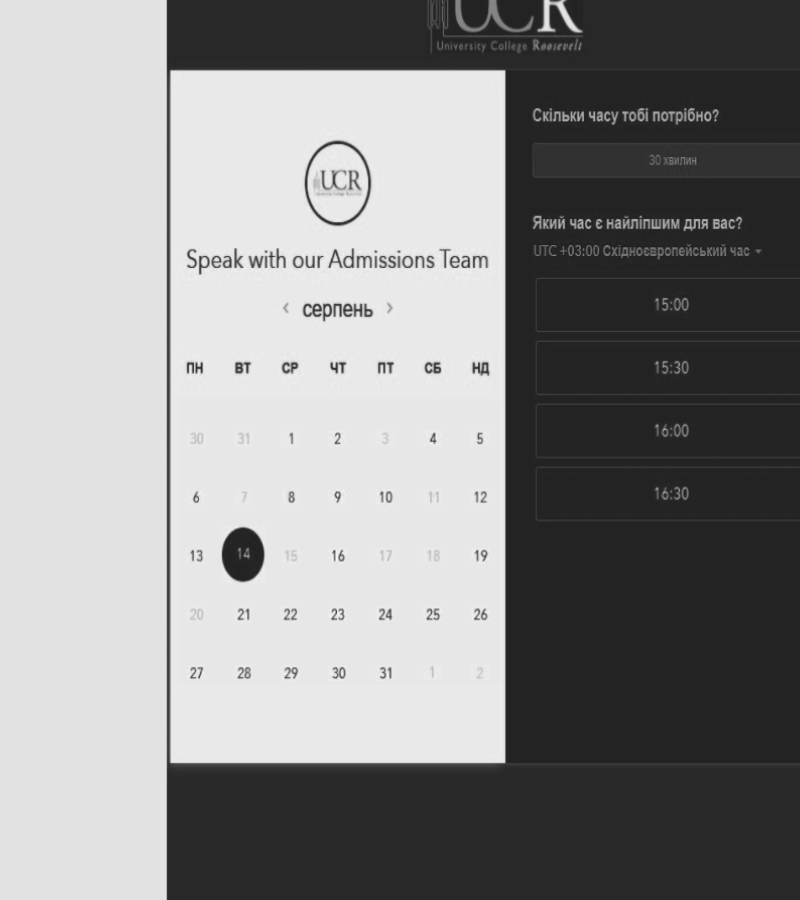 UCR
University College Roosevelt
UCR
Speak with our Admissions Team
‹ серпень ›
ПН ВТ СР ЧТ ПТ СБ НД
30 31 1 2 3 4 5
6 7 8 9 10 11 12
13 14 15 16 17 18 19
20 21 22 23 24 25 26
27 28 29 30 31 1 2
Скільки часу тобі потрібно?
30 хвилин
Який час є найліпшим для вас?
UTC +03:00 Східноєвропейський час
15:00
15:30
16:00
16:30